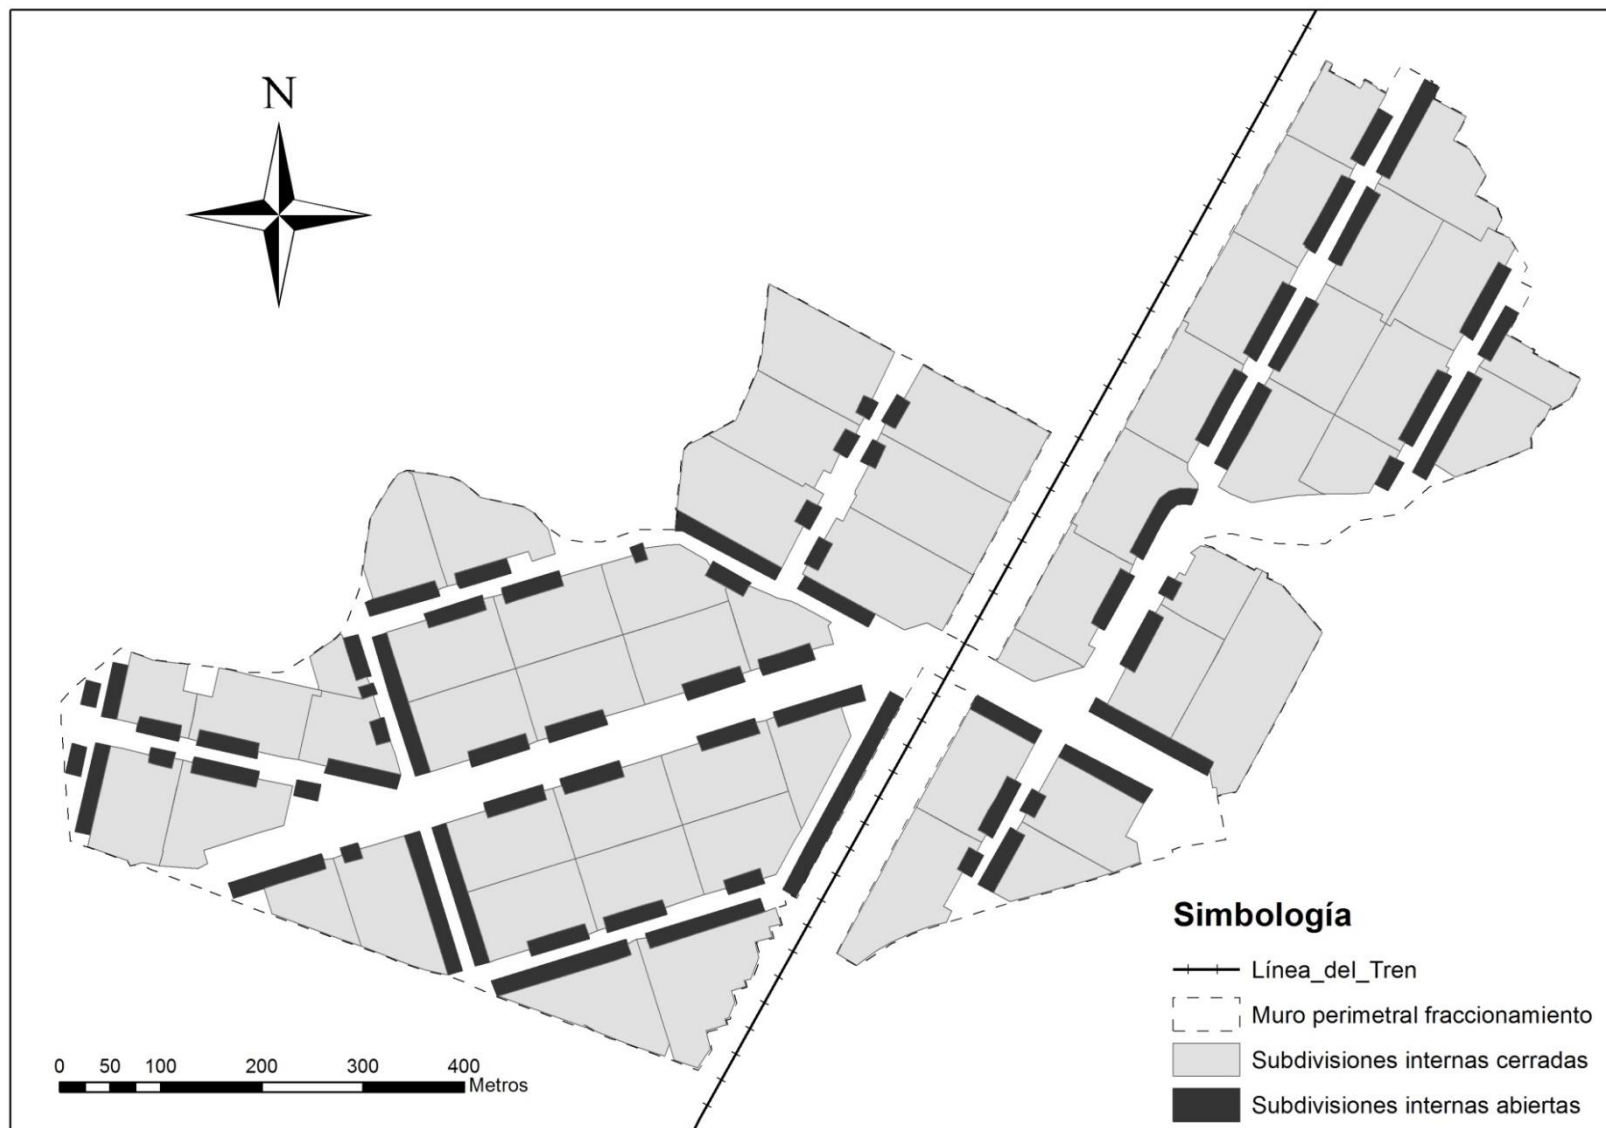 N
Simbología
Línea_del_Tren
Muro perimetral fraccionamiento
Subdivisiones internas cerradas
Subdivisiones internas abiertas
0 50 100 200 300 400
Metros